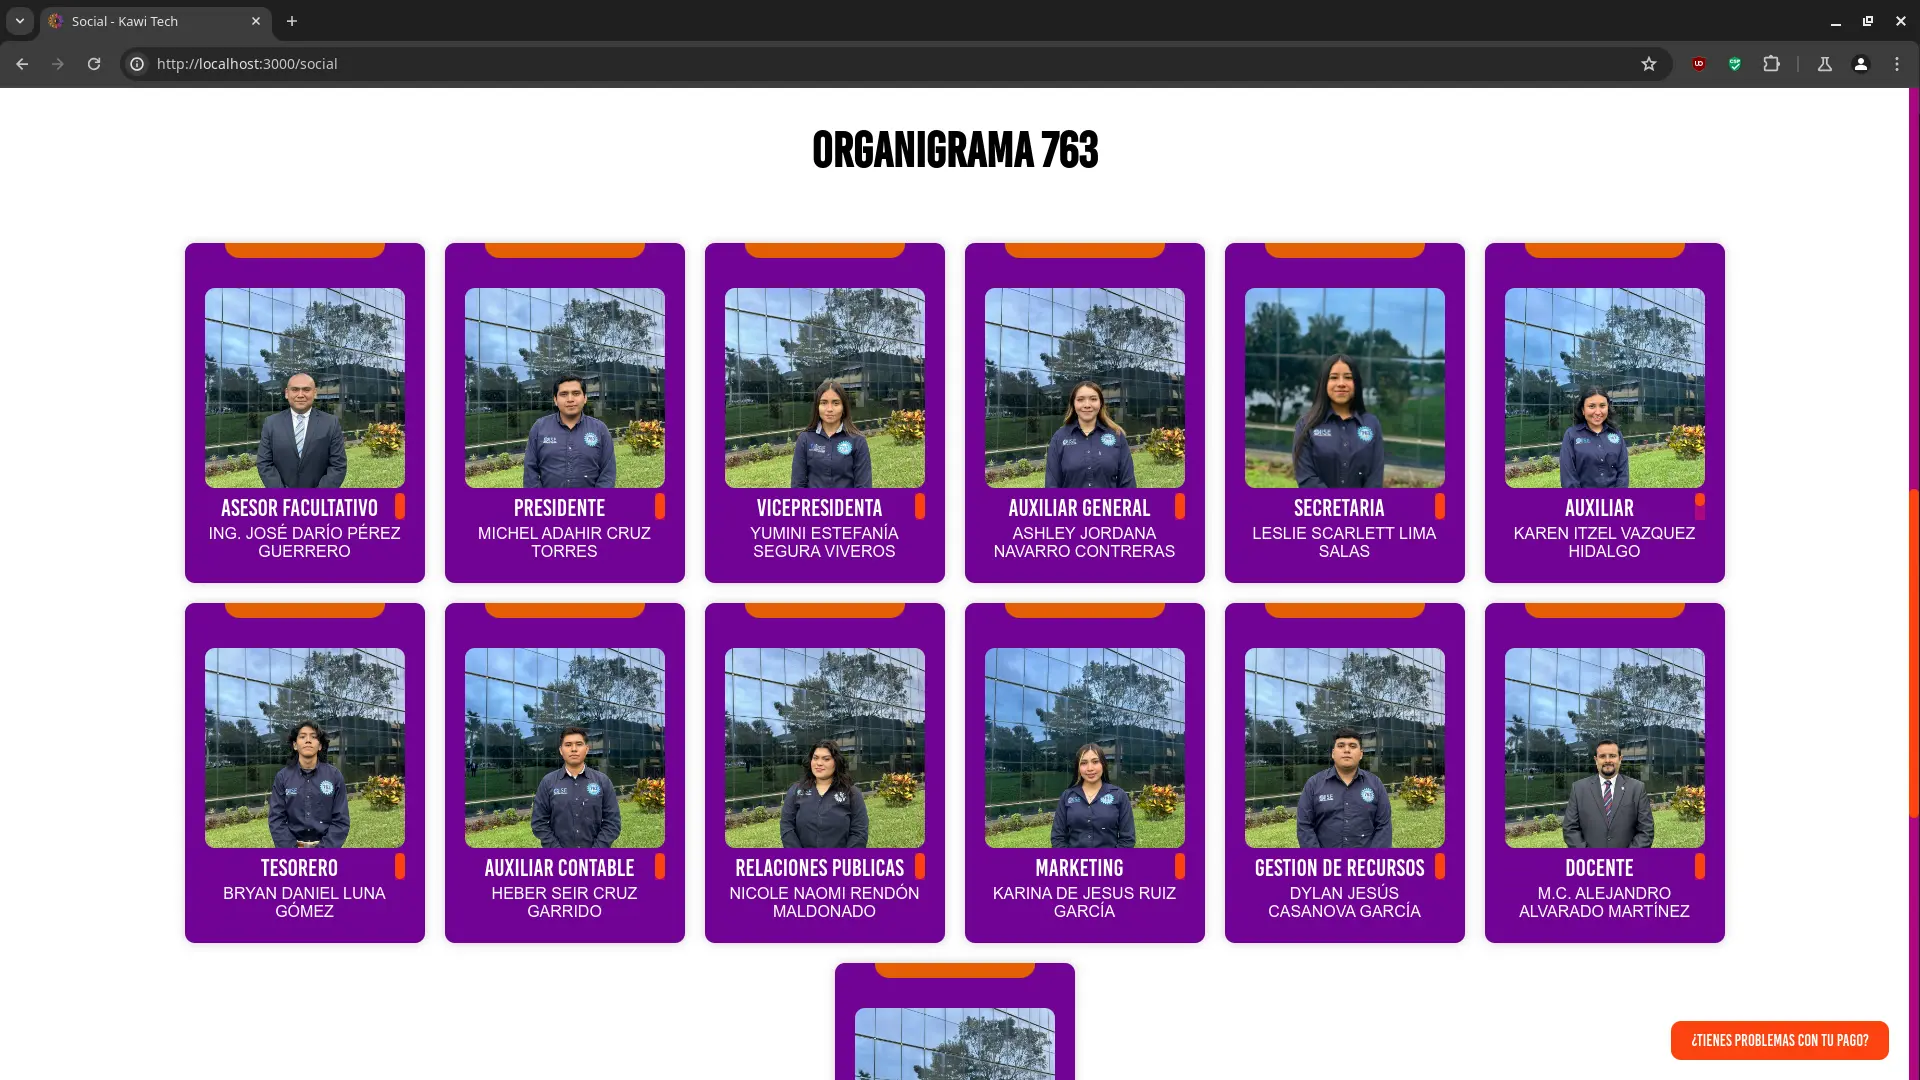 Social - Kawi Tech
http://localhost:3000/social
ORGANIGRAMA 763
ASESOR FACULTATIVO
ING. JOSÉ DARÍO PÉREZ
GUERRERO
PRESIDENTE
MICHEL ADAHIR CRUZ
TORRES
VICEPRESIDENTA
YUMINI ESTEFANÍA
SEGURA VIVEROS
AUXILIAR GENERAL
ASHLEY JORDANA
NAVARRO CONTRERAS
SECRETARIA
LESLIE SCARLETT LIMA
SALAS
AUXILIAR
KAREN ITZEL VAZQUEZ
HIDALGO
TESORERO
BRYAN DANIEL LUNA
GÓMEZ
AUXILIAR CONTABLE
HEBER SEIR CRUZ
GARRIDO
RELACIONES PUBLICAS
NICOLE NAOMI RENDÓN
MALDONADO
MARKETING
KARINA DE JESUS RUIZ
GARCÍA
GESTION DE RECURSOS
DYLAN JESÚS
CASANOVA GARCÍA
DOCENTE
M.C. ALEJANDRO
ALVARADO MARTÍNEZ
¿TIENES PROBLEMAS CON TU PAGO?